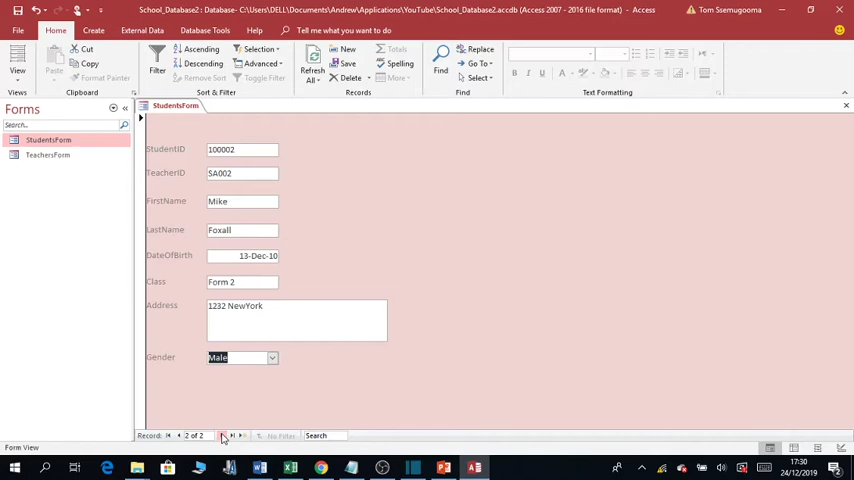 School_Database2 : Database- C:\Users\DELL\Documents\Andrew\Applications\YouTube\School_Database2.accdb (Access 2007 - 2016 file format) - Access
Tom Ssemugooma
File
Home
Create
External Data
Database Tools
Help
Tell me what you want to do
View
Views
Paste
Cut
Copy
Format Painter
Clipboard
Filter
Ascending
Descending
Remove Sort
Selection
Advanced
Toggle Filter
Sort & Filter
Refresh
All
New
Save
Delete
Totals
Spelling
More
Records
Find
Replace
Go To
Select
Find
B I U
Text Formatting
Forms
Search...
StudentsForm
TeachersForm
StudentsForm
StudentID 100002
TeacherID SA002
FirstName Mike
LastName Foxall
DateOfBirth 13-Dec-10
Class Form 2
Address 1232 NewYork
Gender Male
Record: 2 of 2 No Filter Search
Form View
17:30
24/12/2019